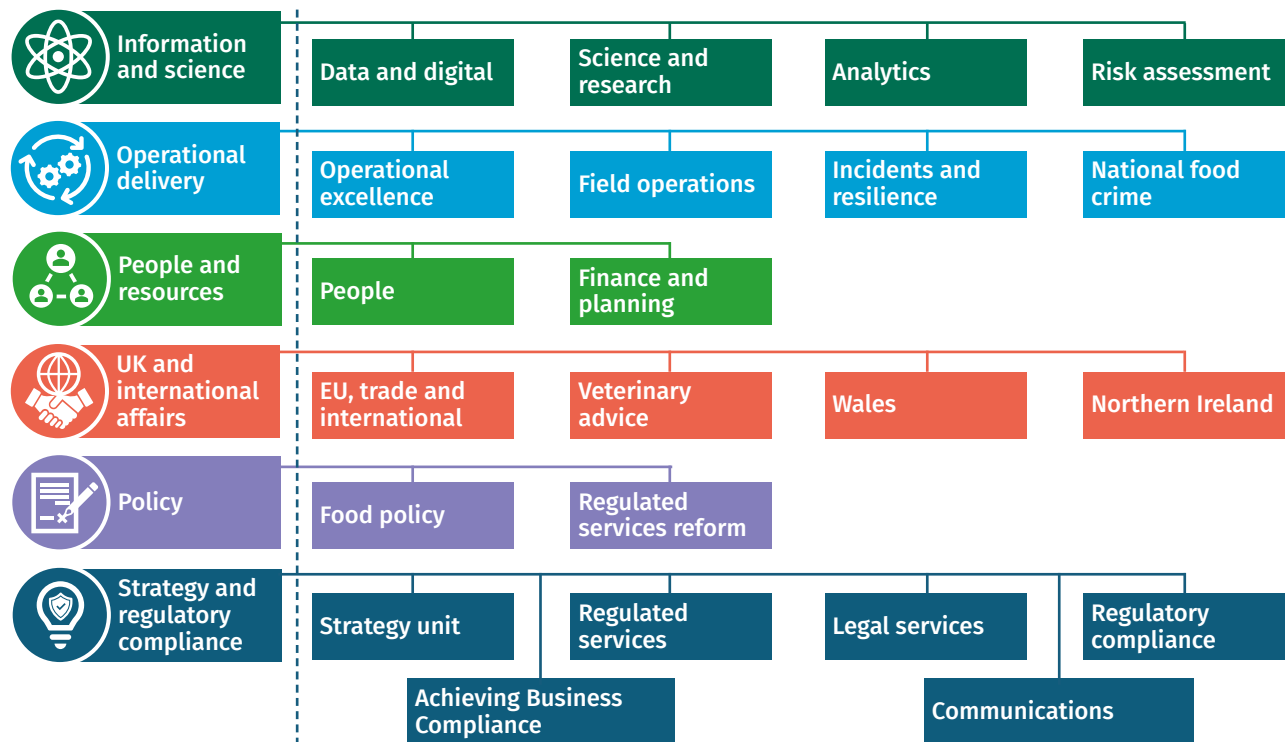 Information
and science
Data and digital
Science and
research
Analytics
Risk assessment
Operational
delivery
Operational
excellence
Field operations
Incidents and
resilience
National food
crime
People and
resources
People
Finance and
planning
UK and
international
affairs
EU, trade and
international
Veterinary
advice
Wales
Northern Ireland
Policy
Food policy
Regulated
services reform
Strategy and
regulatory
compliance
Strategy unit
Regulated
services
Legal services
Regulatory
compliance
Achieving Business
Compliance
Communications